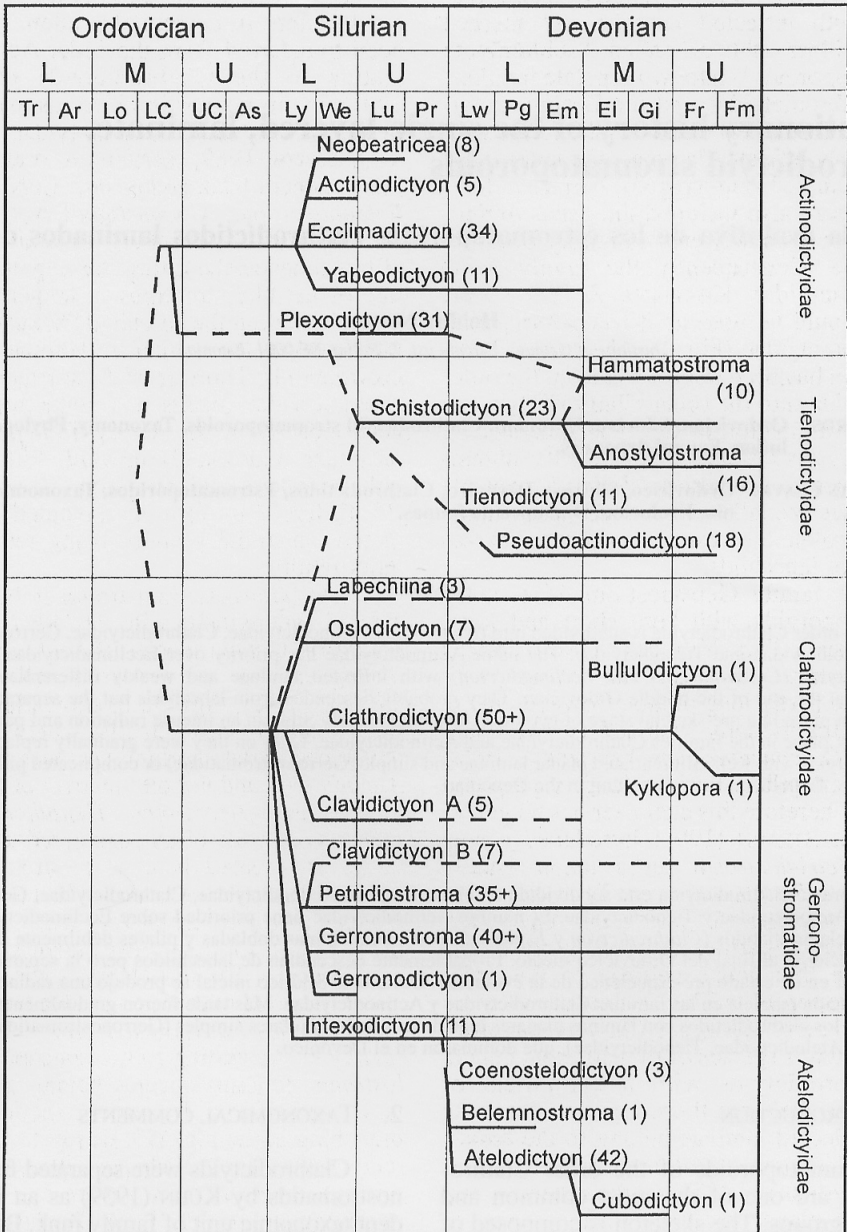 Ordovician Silurian Devonian
L M U L U L M U
Tr Ar Lo LC UC As Ly We Lu Pr Lw Pg Em Ei Gi Fr Fm
Neobeatricea (8)
Actinodictyon (5)
Ecclimadictyon (34)
Yabeodictyon (11)
Plexodictyon (31)
Actinodictyidae
Hammatostroma
(10)
Schistodictyon (23)
Anostylostroma
(16)
Tienodictyon (11)
Pseudoactinodictyon (18)
Tienodictyidae
Labechiina (3)
Oslodictyon (7)
Bullulodictyon (1)
Clathrodictyon (50+)
Kyklopora (1)
Clavidictyon A (5)
Clathrodictyidae
Clavidictyon B (7)
Petridiostroma (35+)
Gerronostroma (40+)
Gerronodictyon (1)
Gerrono-
stromatidae
Intexodictyon (11)
Coenostelodictyon (3)
Belemnostroma (1)
Atelodictyon (42)
Cubodictyon (1)
Atelodictyidae